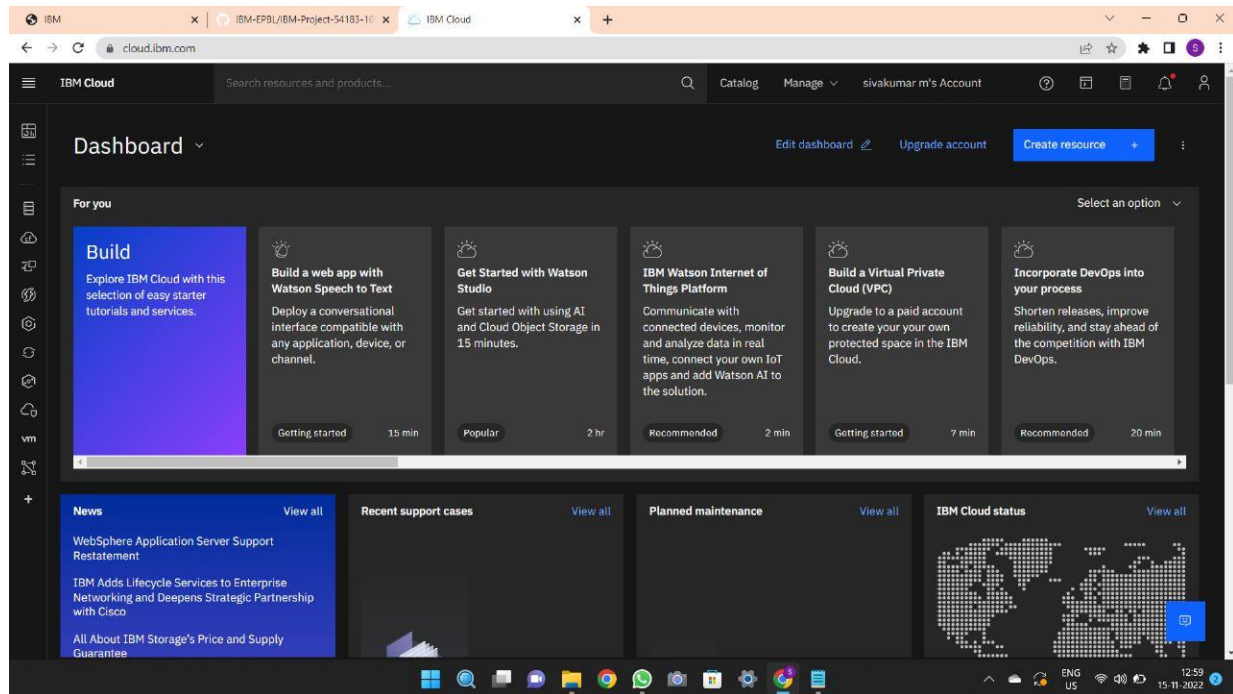 IBM
IBM-EPBL/IBM-Project-54183-16
IBM Cloud
cloud.ibm.com
S
IBM Cloud
Search resources and products...
Catalog
Manage
sivakumar m's Account
Dashboard
Edit dashboard
Upgrade account
Create resource +
For you
Select an option
Build
Explore IBM Cloud with this
selection of easy starter
tutorials and services.
Build a web app with
Watson Speech to Text
Deploy a conversational
interface compatible with
any application, device, or
channel.
Getting started 15 min
Get Started with Watson
Studio
Get started with using AI
and Cloud Object Storage in
15 minutes.
Popular 2 hr
IBM Watson Internet of
Things Platform
Communicate with
connected devices, monitor
and analyze data in real
time, connect your own IoT
apps and add Watson AI to
the solution.
Recommended 2 min
Build a Virtual Private
Cloud (VPC)
Upgrade to a paid account
to create your your own
protected space in the IBM
Cloud.
Getting started 7 min
Incorporate DevOps into
your process
Shorten releases, improve
reliability, and stay ahead of
the competition with IBM
DevOps.
Recommended 20 min
vm
News View all
WebSphere Application Server Support
Restatement
IBM Adds Lifecycle Services to Enterprise
Networking and Deepens Strategic Partnership
with Cisco
All About IBM Storage's Price and Supply
Guarantee
Recent support cases View all
Planned maintenance View all
IBM Cloud status View all
ENG
US
12:59
15-11-2022
2